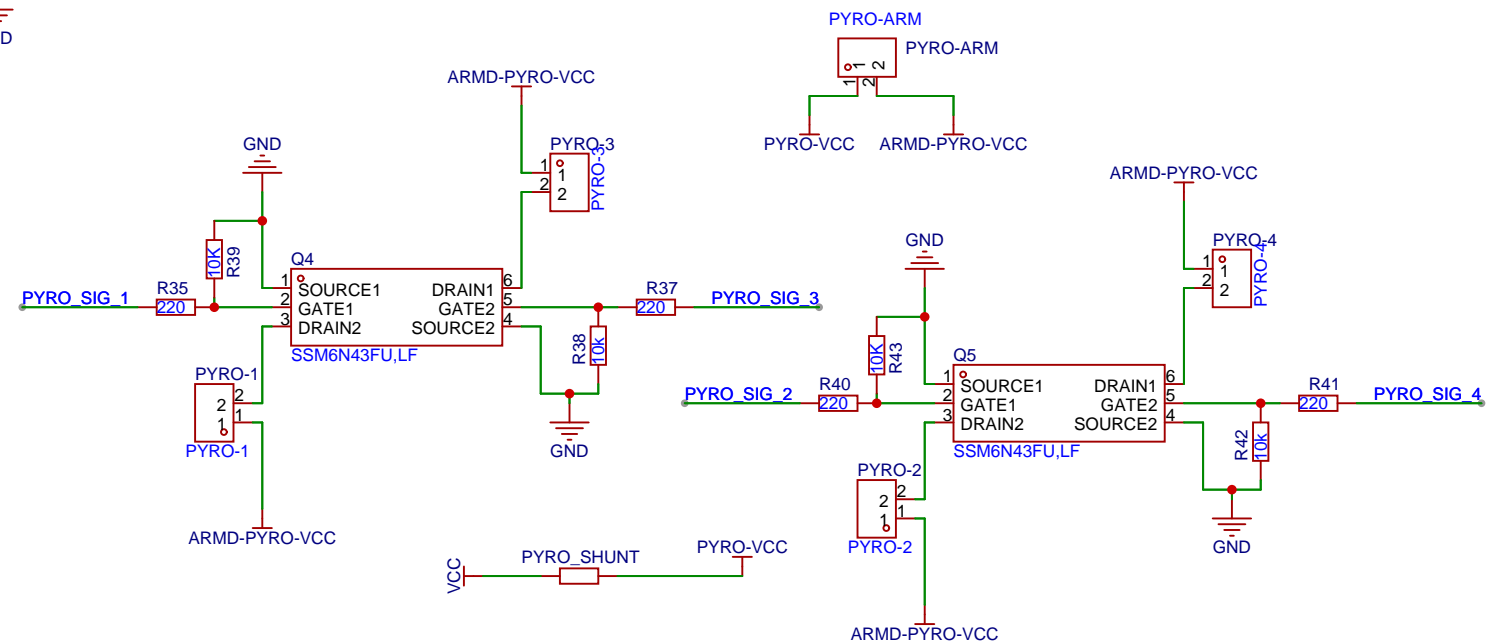 D
PYRO-ARM
PYRO-ARM
1 2
1 2
PYRO-VCC
ARMD-PYRO-VCC
ARMD-PYRO-VCC
PYRO-3
1 1
2 2
PYRO-3
GND
10K
R39
PYRO_SIG_1
R35
220
Q4
1 SOURCE1
2 GATE1
3 DRAIN2
DRAIN1 6
GATE2 5
SOURCE2 4
SSM6N43FU,LF
R37
220
PYRO_SIG_3
R38
10k
GND
PYRO-1
2 2
1 1
PYRO-1
ARMD-PYRO-VCC
ARMD-PYRO-VCC
PYRO-4
1 1
2 2
PYRO-4
GND
10K
R43
PYRO_SIG_2
R40
220
Q5
1 SOURCE1
2 GATE1
3 DRAIN2
DRAIN1 6
GATE2 5
SOURCE2 4
SSM6N43FU,LF
R41
220
PYRO_SIG_4
R42
10k
GND
PYRO-2
2 2
1 1
PYRO-2
ARMD-PYRO-VCC
VCC
PYRO_SHUNT
PYRO-VCC